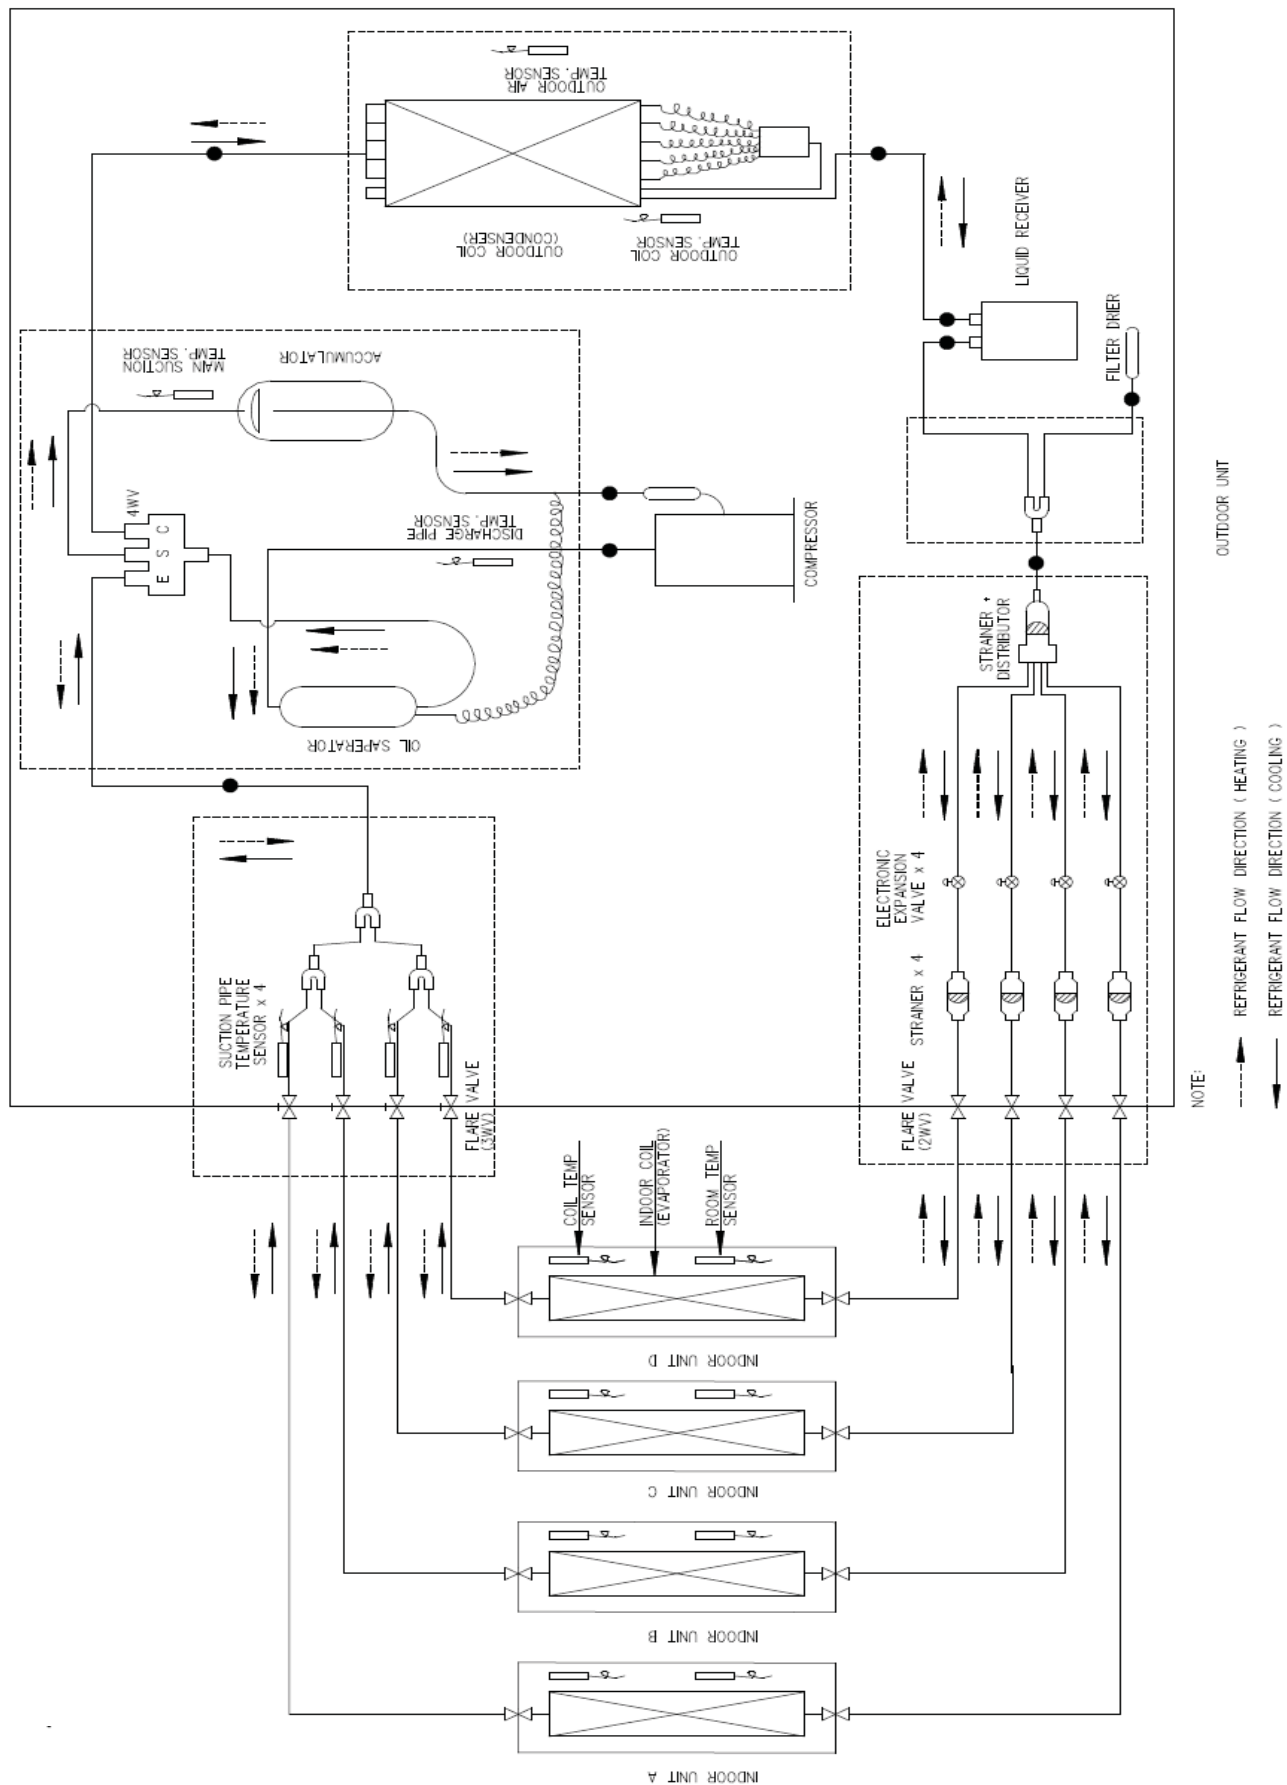 OUTDOOR AIR
TEMP. SENSOR
OUTDOOR COIL
(CONDENSER)
OUTDOOR COIL
TEMP. SENSOR
LIQUID RECEIVER
FILTER DRIER
MAIN SUCTION
TEMP. SENSOR
ACCUMULATOR
4WV
E S C
DISCHARGE PIPE
TEMP. SENSOR
COMPRESSOR
OIL SAPERATOR
OUTDOOR UNIT
STRAINER +
DISTRIBUTOR
ELECTRONIC
EXPANSION
VALVE x 4
STRAINER x 4
FLARE VALVE
(2WV)
SUCTION PIPE
TEMPERATURE
SENSOR x 4
FLARE VALVE
(3WV)
COIL TEMP
SENSOR
INDOOR COIL
(EVAPORATOR)
ROOM TEMP
SENSOR
INDOOR UNIT D
INDOOR UNIT C
INDOOR UNIT B
INDOOR UNIT A
NOTE:
REFRIGERANT FLOW DIRECTION ( HEATING )
REFRIGERANT FLOW DIRECTION ( COOLING )